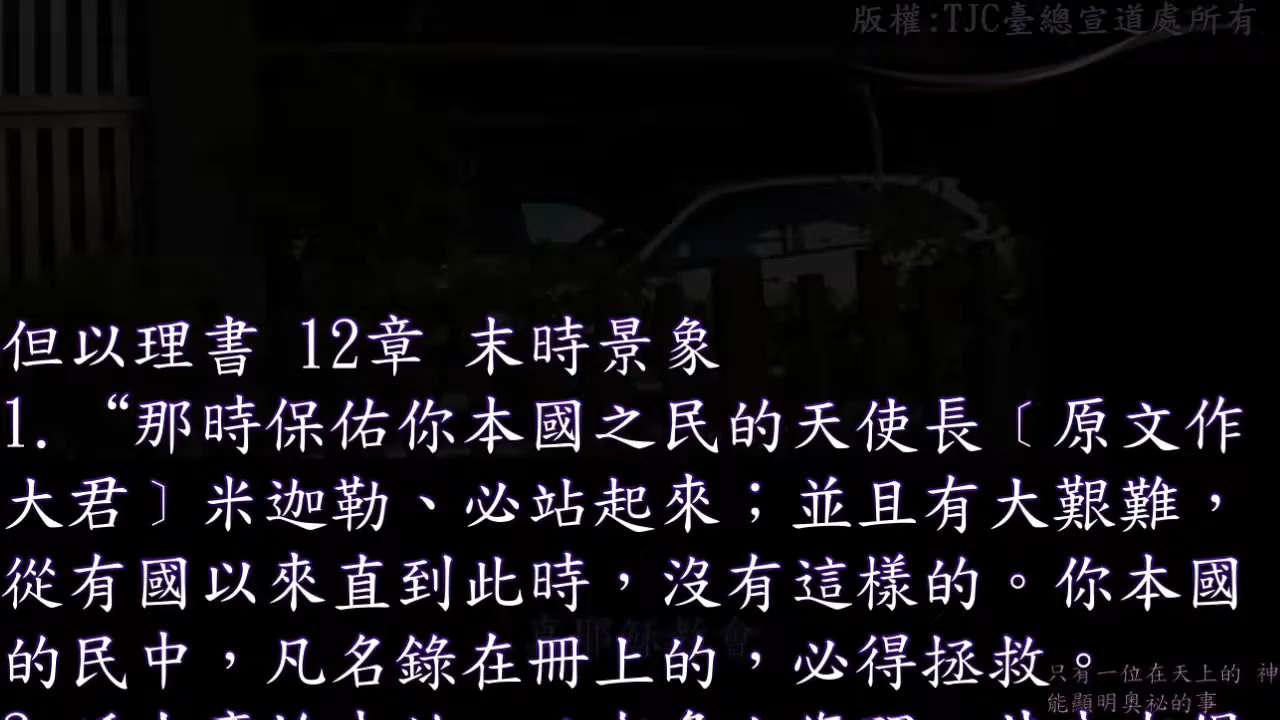 版權:TJC臺總宣道處所有
但以理書 12章 末時景象
1. “那時保佑你本國之民的天使長﹝原文作
大君﹞米迦勒、必站起來；並且有大艱難，
從有國以來直到此時，沒有這樣的。你本國
真耶穌教會
的民中，凡名錄在冊上的，必得拯救。
只有一位在天上的 神
能顯明奧祕的事